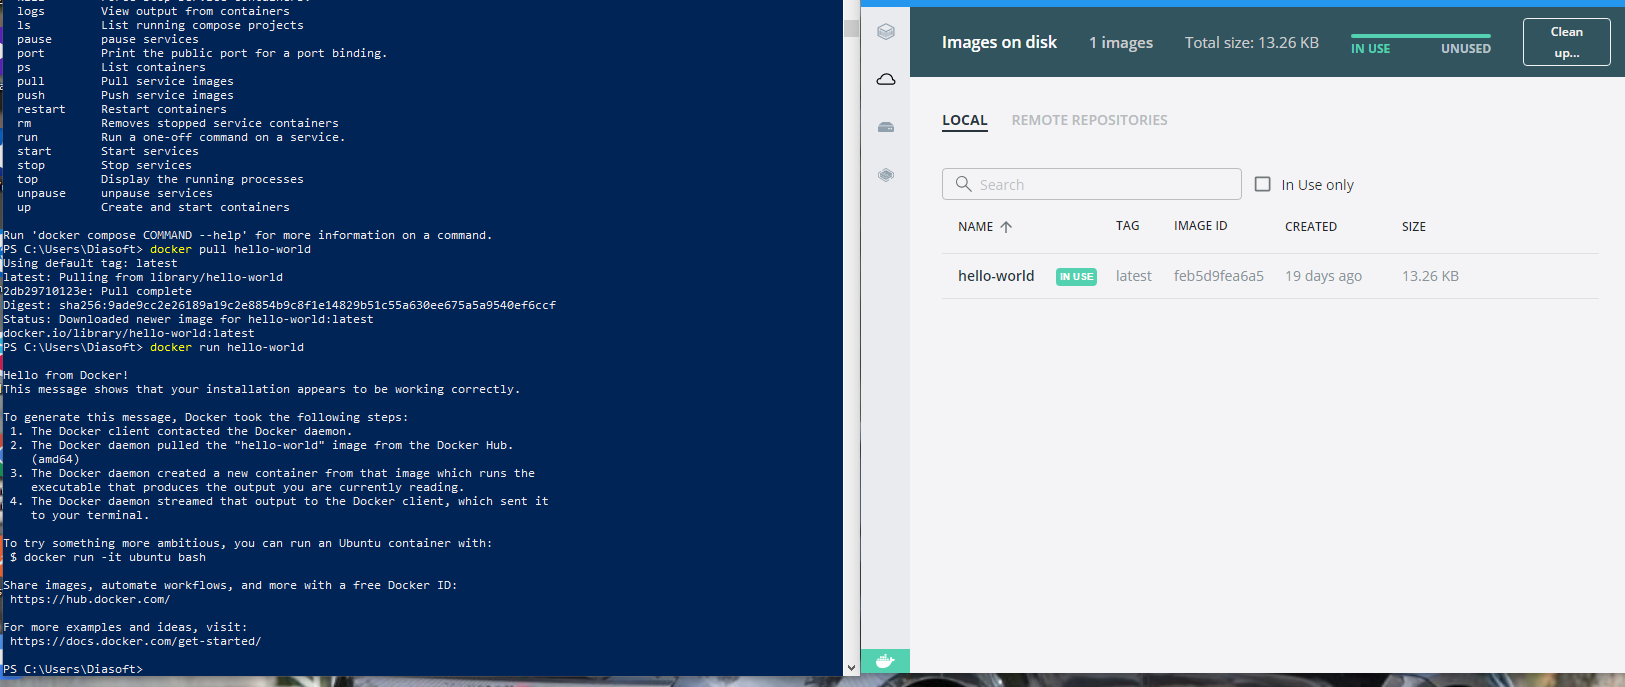 logs        View output from containers
ls          List running compose projects
pause       pause services
port        Print the public port for a port binding.
ps          List containers
pull        Pull service images
push        Push service images
restart     Restart containers
rm          Removes stopped service containers
run         Run a one-off command on a service.
start       Start services
stop        Stop services
top         Display the running processes
unpause     unpause services
up          Create and start containers
Run 'docker compose COMMAND --help' for more information on a command.
PS C:\Users\Diasoft> docker pull hello-world
Using default tag: latest
latest: Pulling from library/hello-world
2db29710123e: Pull complete
Digest: sha256:9ade9cc2e26189a19c2e8854b9c8f1e14829b51c55a630ee675a5a9540ef6ccf
Status: Downloaded newer image for hello-world:latest
docker.io/library/hello-world:latest
PS C:\Users\Diasoft> docker run hello-world
Hello from Docker!
This message shows that your installation appears to be working correctly.
To generate this message, Docker took the following steps:
1. The Docker client contacted the Docker daemon.
2. The Docker daemon pulled the "hello-world" image from the Docker Hub.
(amd64)
3. The Docker daemon created a new container from that image which runs the
executable that produces the output you are currently reading.
4. The Docker daemon streamed that output to the Docker client, which sent it
to your terminal.
To try something more ambitious, you can run an Ubuntu container with:
$ docker run -it ubuntu bash
Share images, automate workflows, and more with a free Docker ID:
https://hub.docker.com/
For more examples and ideas, visit:
https://docs.docker.com/get-started/
PS C:\Users\Diasoft>
Images on disk 1 images Total size: 13.26 KB IN USE UNUSED
Clean
up...
LOCAL REMOTE REPOSITORIES
Search In Use only
NAME TAG IMAGE ID CREATED SIZE
hello-world IN USE latest feb5d9fea6a5 19 days ago 13.26 KB